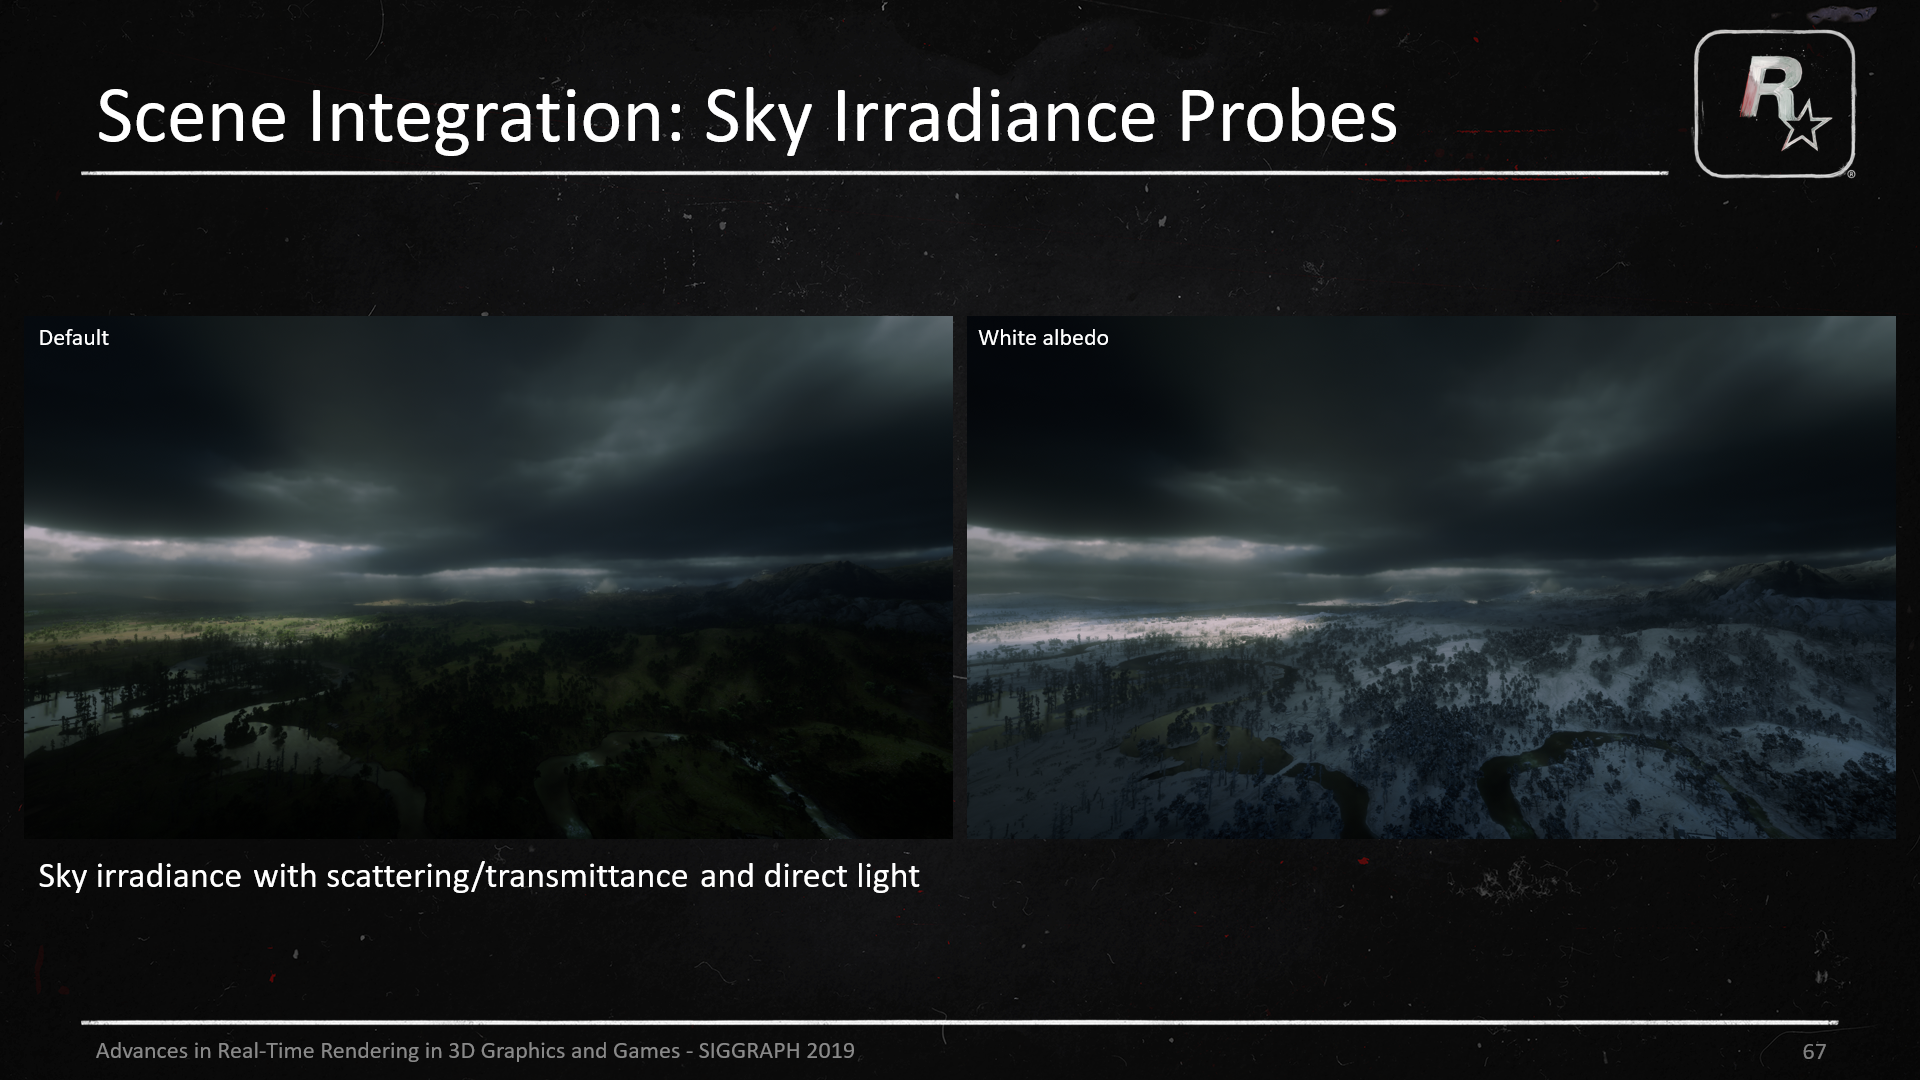 Scene Integration: Sky Irradiance Probes
R
®
Default
White albedo
Sky irradiance with scattering/transmittance and direct light
Advances in Real-Time Rendering in 3D Graphics and Games - SIGGRAPH 2019
67